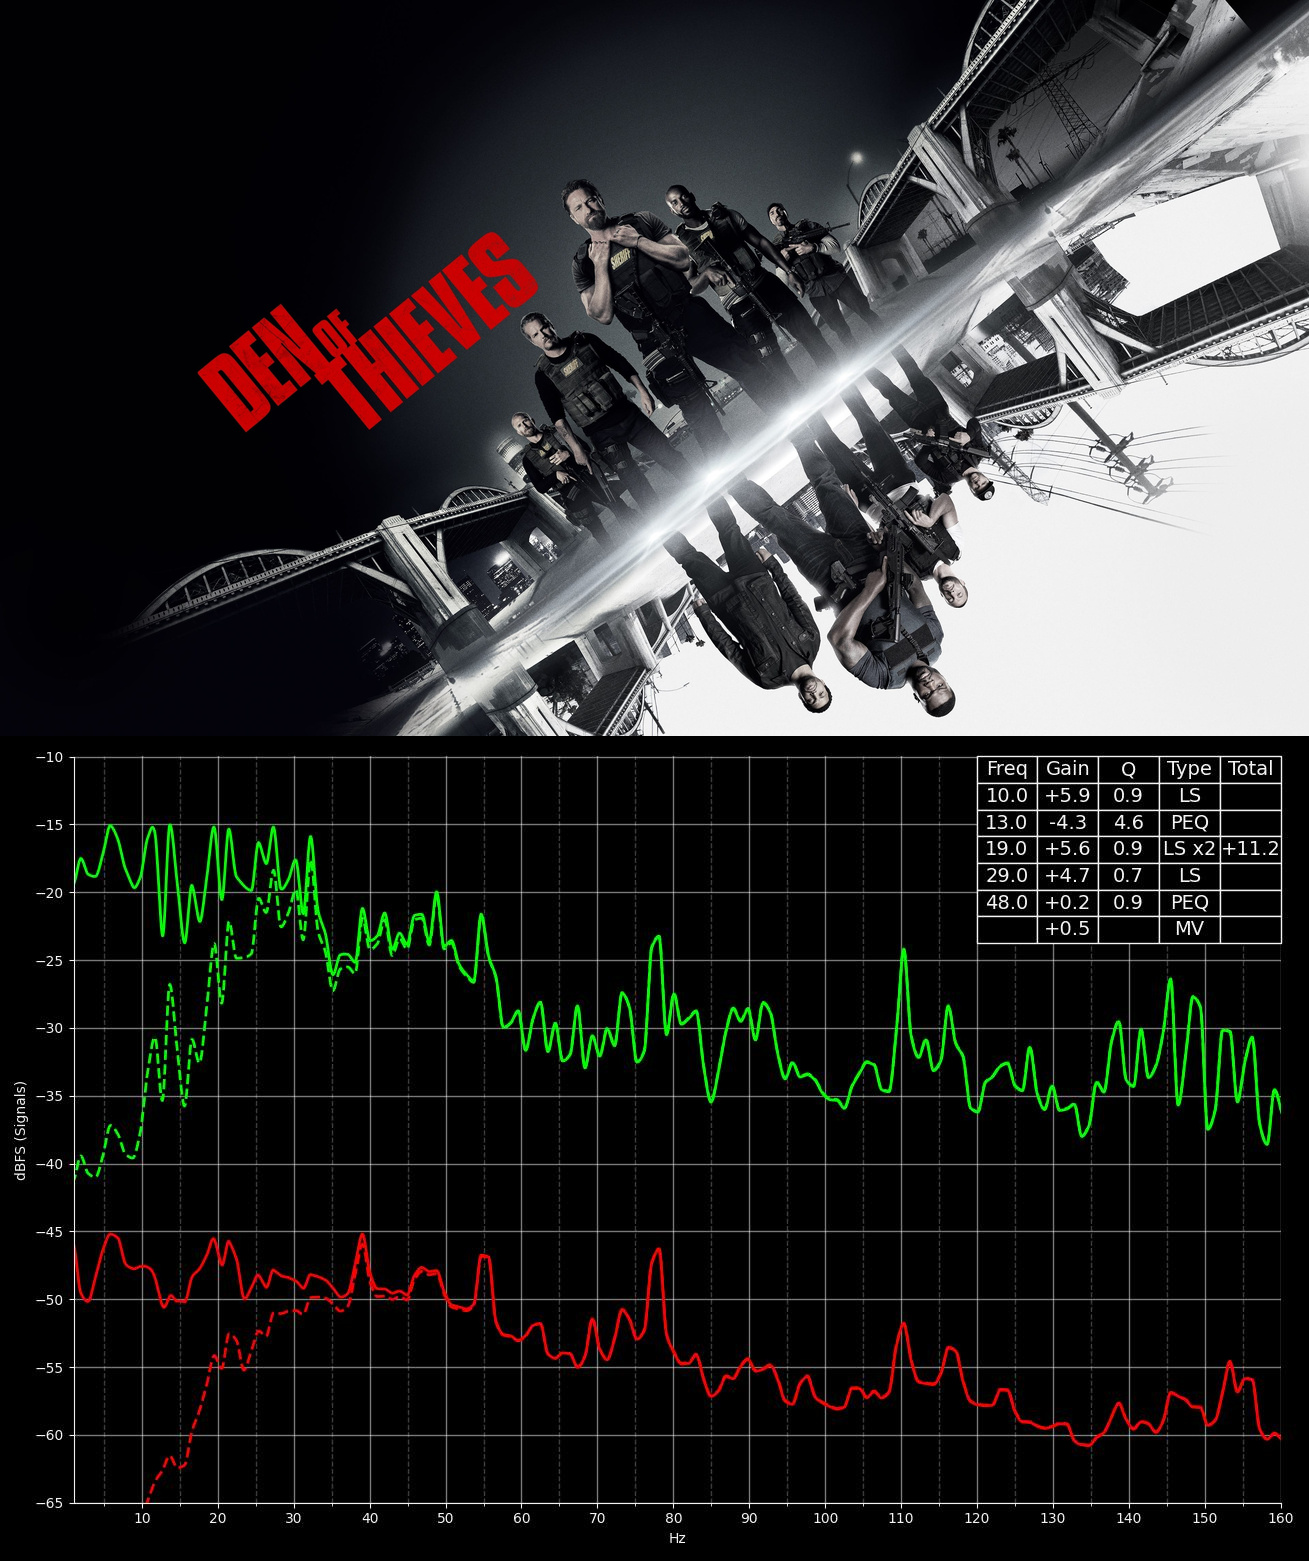 DEN OF
THIEVES
SHERIFF
SHERIFF
Freq Gain Q Type Total
10.0 +5.9 0.9 LS
13.0 -4.3 4.6 PEQ
19.0 +5.6 0.9 LS x2 +11.2
29.0 +4.7 0.7 LS
48.0 +0.2 0.9 PEQ
+0.5 MV
−10
−15
−20
−25
−30
−35
−40
−45
−50
−55
−60
−65
dBFS (Signals)
10 20 30 40 50 60 70 80 90 100 110 120 130 140 150 160
Hz